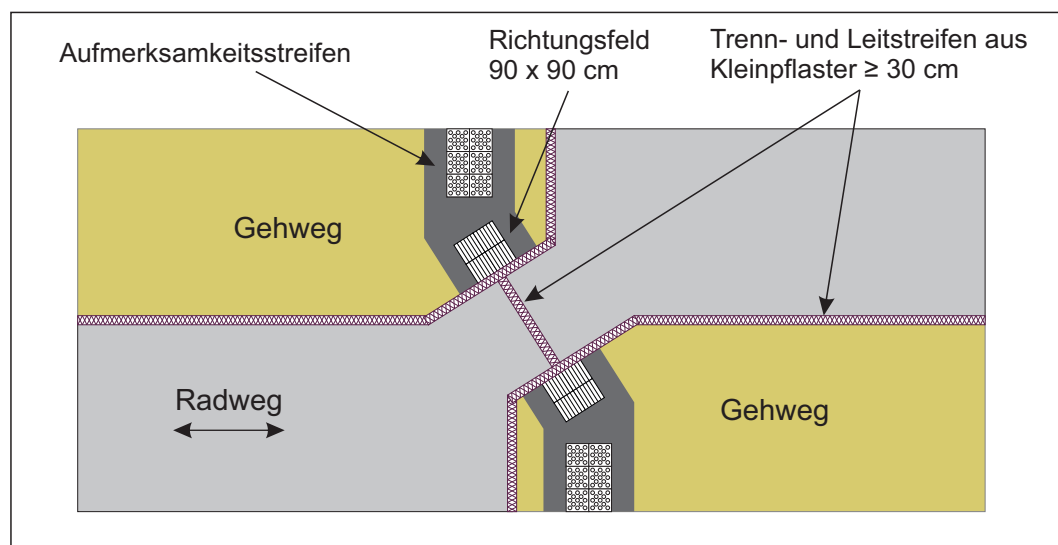 Aufmerksamkeitsstreifen
Richtungsfeld
90 x 90 cm
Trenn- und Leitstreifen aus
Kleinpflaster ≥ 30 cm
Gehweg
Radweg
Gehweg